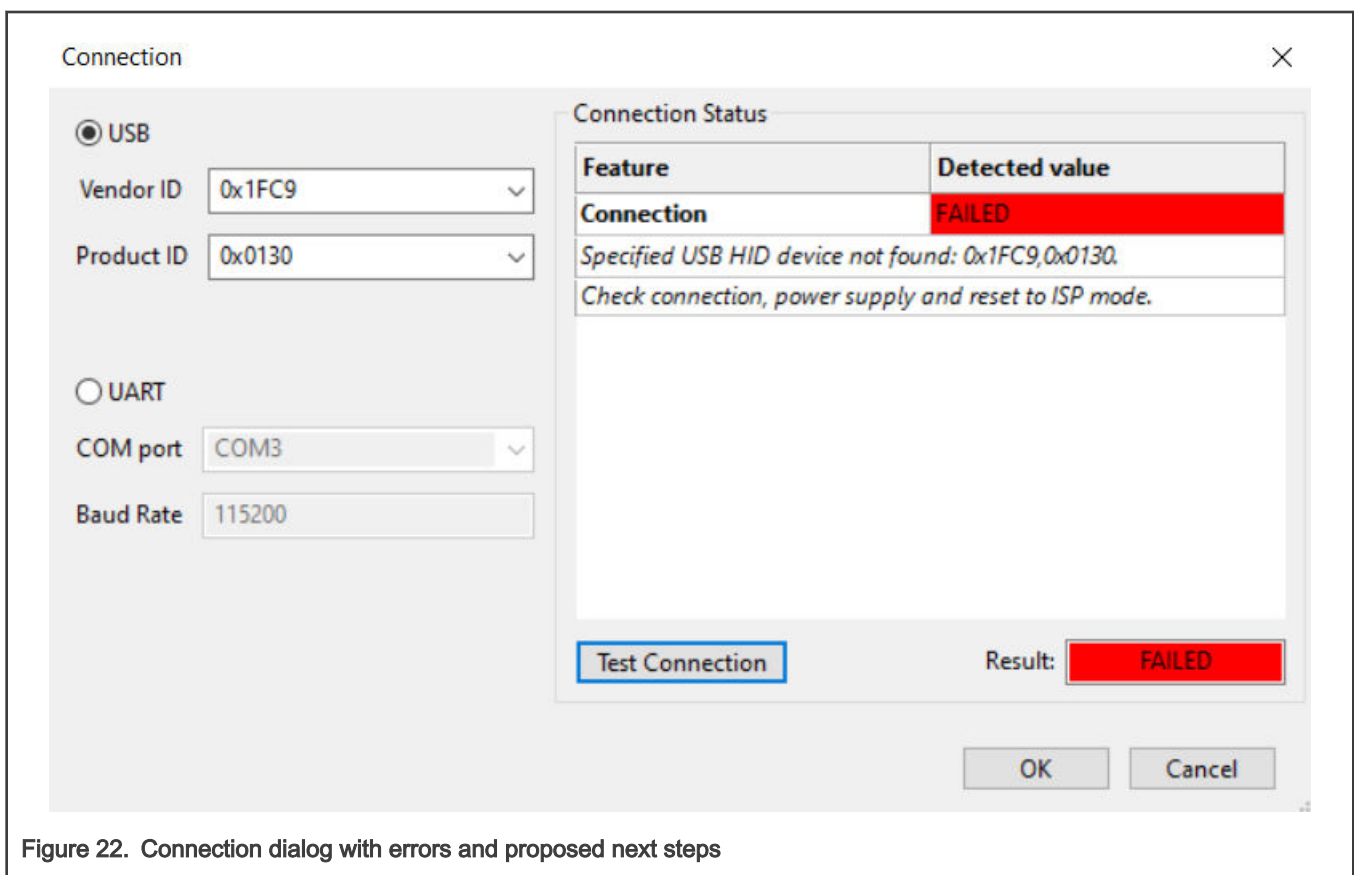 Connection
USB
Vendor ID 0x1FC9
Product ID 0x0130
UART
COM port COM3
Baud Rate 115200
Connection Status
Feature Detected value
Connection FAILED
Specified USB HID device not found: 0x1FC9,0x0130.
Check connection, power supply and reset to ISP mode.
Test Connection Result: FAILED
OK Cancel
Figure 22. Connection dialog with errors and proposed next steps